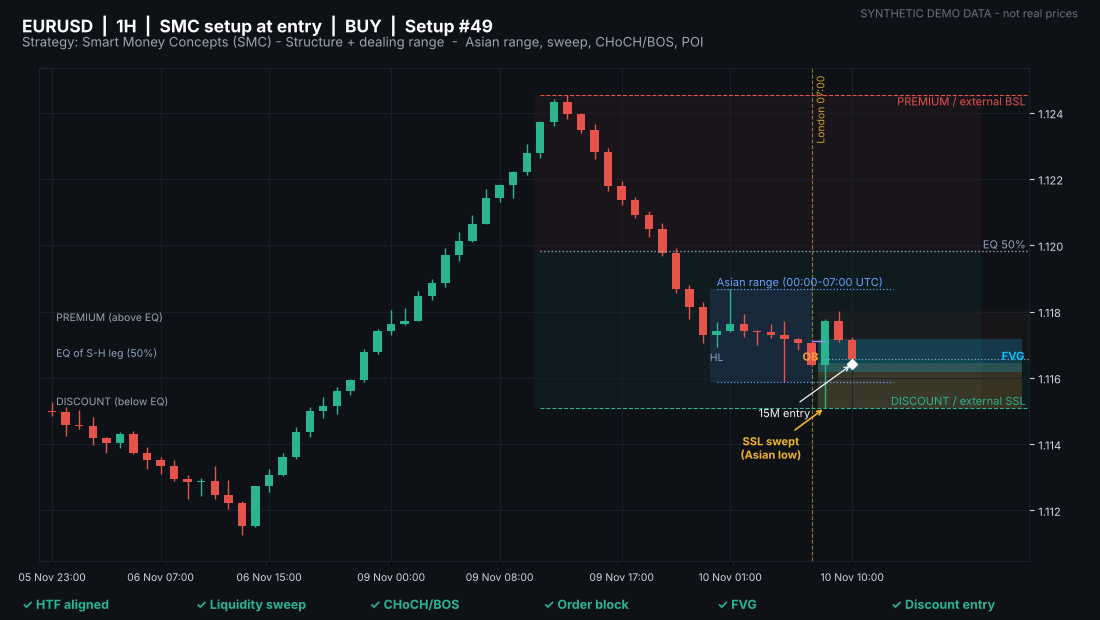 SYNTHETIC DEMO DATA - not real prices
EURUSD | 1H | SMC setup at entry | BUY | Setup #49
Strategy: Smart Money Concepts (SMC) - Structure + dealing range - Asian range, sweep, CHoCH/BOS, POI
London 07:00
PREMIUM / external BSL
1.124
1.122
EQ 50%
1.120
Asian range (00:00-07:00 UTC)
PREMIUM (above EQ)
1.118
EQ of S-H leg (50%)
HL
OB
FVG
1.116
DISCOUNT (below EQ)
DISCOUNT / external SSL
15M entry
SSL swept
(Asian low)
1.114
1.112
05 Nov 23:00 06 Nov 07:00 06 Nov 15:00 09 Nov 00:00 09 Nov 08:00 09 Nov 17:00 10 Nov 01:00 10 Nov 10:00
✓ HTF aligned ✓ Liquidity sweep ✓ CHoCH/BOS ✓ Order block ✓ FVG ✓ Discount entry